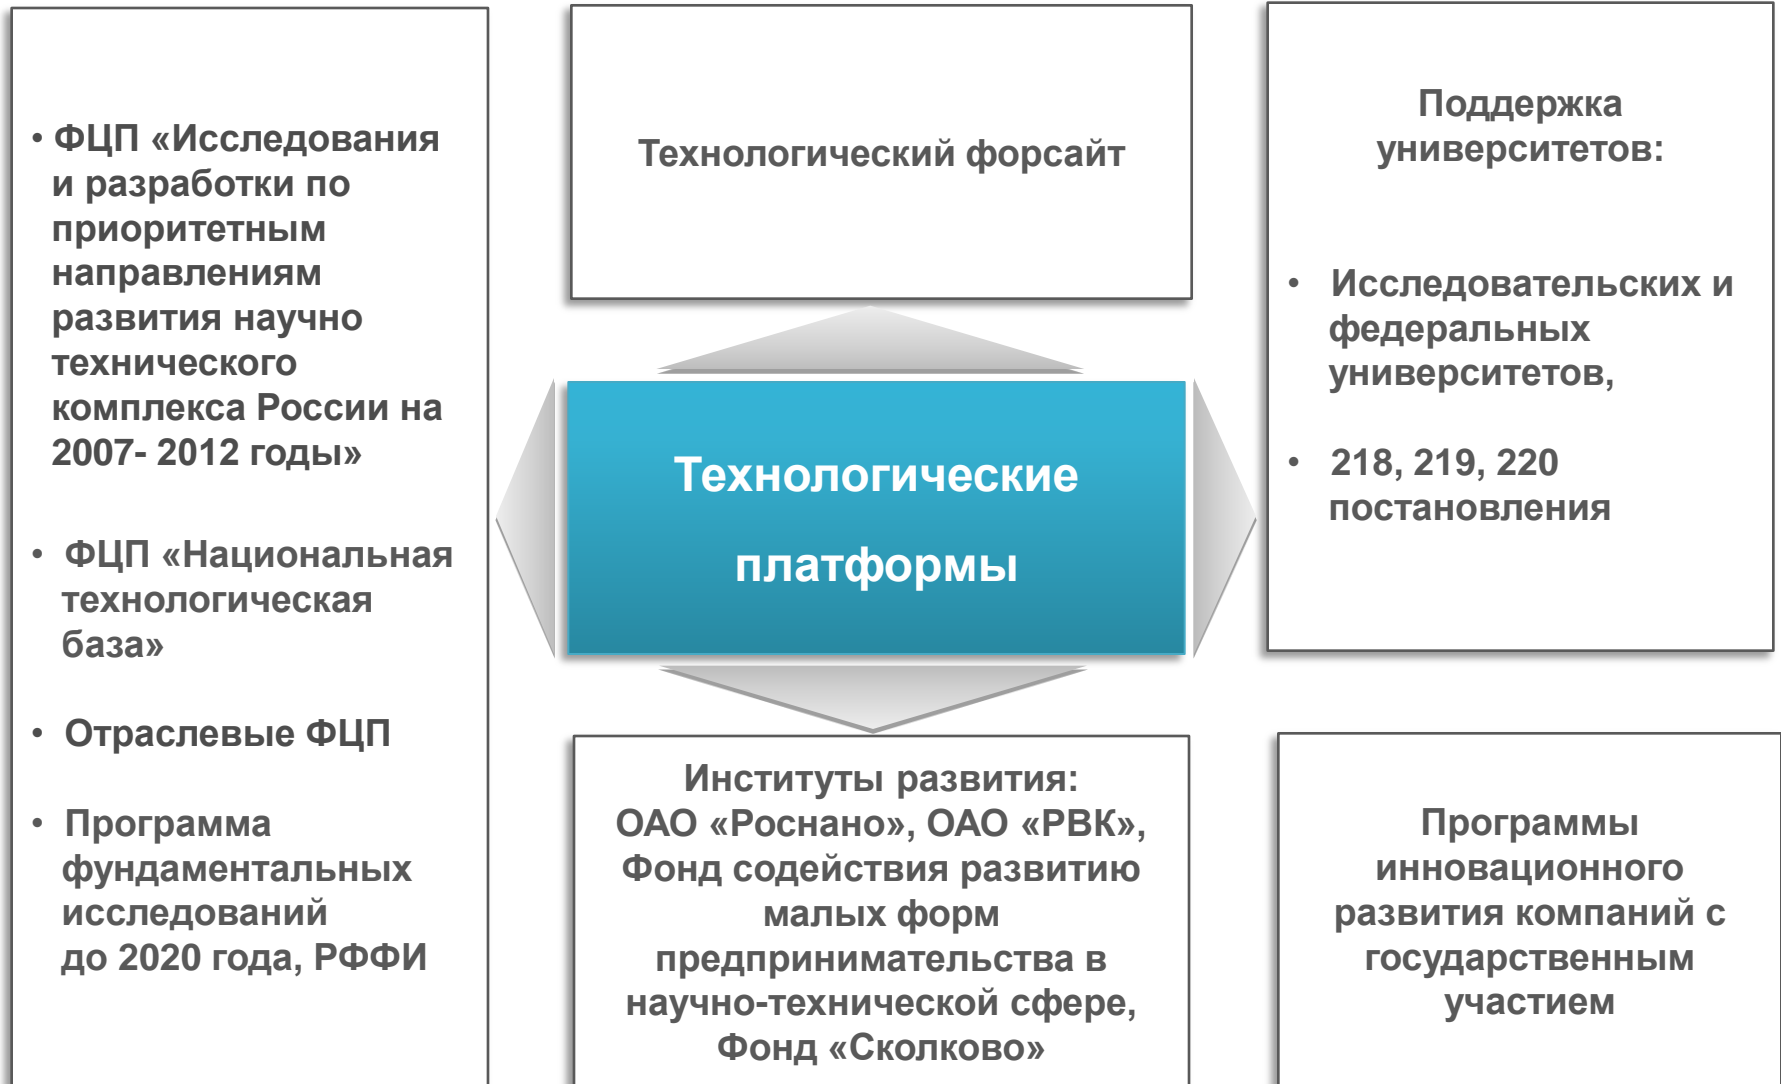 • ФЦП «Исследования
и разработки по
приоритетным
направлениям
развития научно
технического
комплекса России на
2007- 2012 годы»
• ФЦП «Национальная
технологическая
база»
• Отраслевые ФЦП
• Программа
фундаментальных
исследований
до 2020 года, РФФИ
Технологический форсайт
Технологические
платформы
Институты развития:
ОАО «Роснано», ОАО «РВК»,
Фонд содействия развитию
малых форм
предпринимательства в
научно-технической сфере,
Фонд «Сколково»
Поддержка
университетов:
• Исследовательских и
федеральных
университетов,
• 218, 219, 220
постановления
Программы
инновационного
развития компаний с
государственным
участием